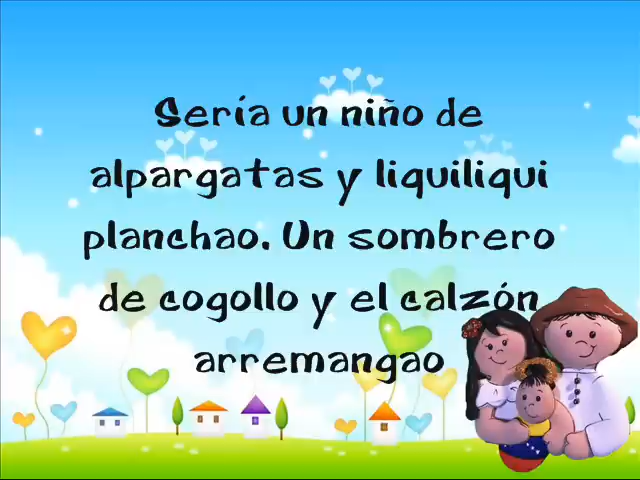 Sería un niño de
alpargatas y liquiliqui
planchao. Un sombrero
de cogollo y el calzón
arremangao